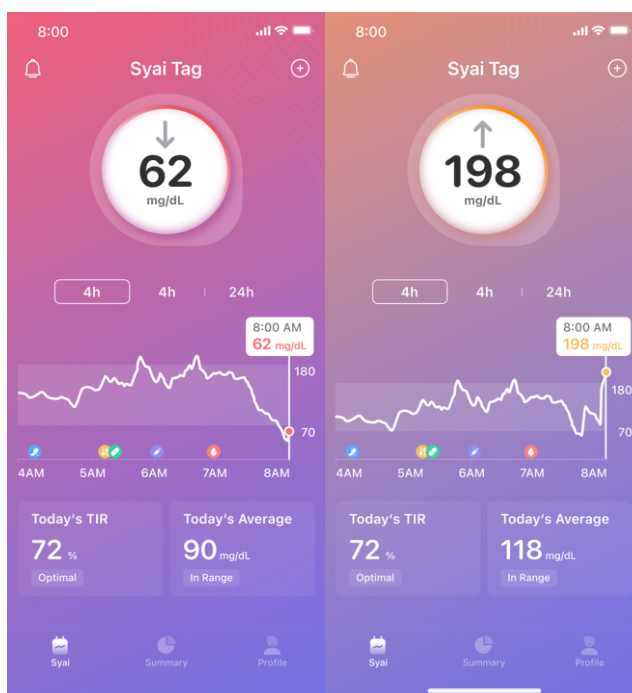 8:00
Syai Tag
62
mg/dL
4h 4h 24h
8:00 AM
62 mg/dL
180
70
4AM 5AM 6AM 7AM 8AM
Today's TIR
72 %
Optimal
Today's Average
90 mg/dL
In Range
Syai Summary Profile
8:00
Syai Tag
198
mg/dL
4h 4h 24h
8:00 AM
198 mg/dL
180
70
4AM 5AM 6AM 7AM 8AM
Today's TIR
72 %
Optimal
Today's Average
118 mg/dL
In Range
Syai Summary Profile